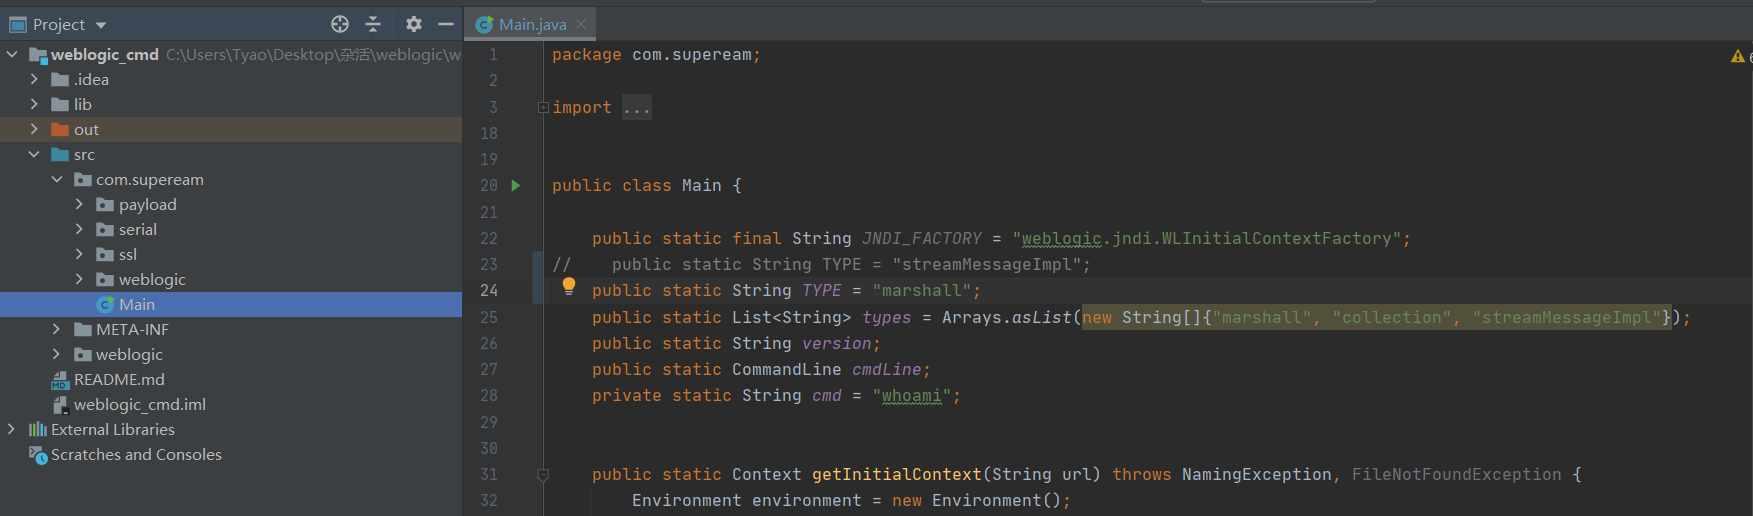 Project
weblogic_cmd C:\Users\Tyao\Desktop\杂活\weblogic\w
.idea
lib
out
src
com.supeream
payload
serial
ssl
weblogic
Main
META-INF
weblogic
README.md
weblogic_cmd.iml
External Libraries
Scratches and Consoles
Main.java
1 package com.supeream;
2
3 import ...
18
19
20 public class Main {
21
22 public static final String JNDI_FACTORY = "weblogic.jndi.WLInitialContextFactory";
23 // public static String TYPE = "streamMessageImpl";
24 public static String TYPE = "marshall";
25 public static List<String> types = Arrays.asList(new String[]{"marshall", "collection", "streamMessageImpl"});
26 public static String version;
27 public static CommandLine cmdLine;
28 private static String cmd = "whoami";
29
30
31 public static Context getInitialContext(String url) throws NamingException, FileNotFoundException {
32 Environment environment = new Environment();